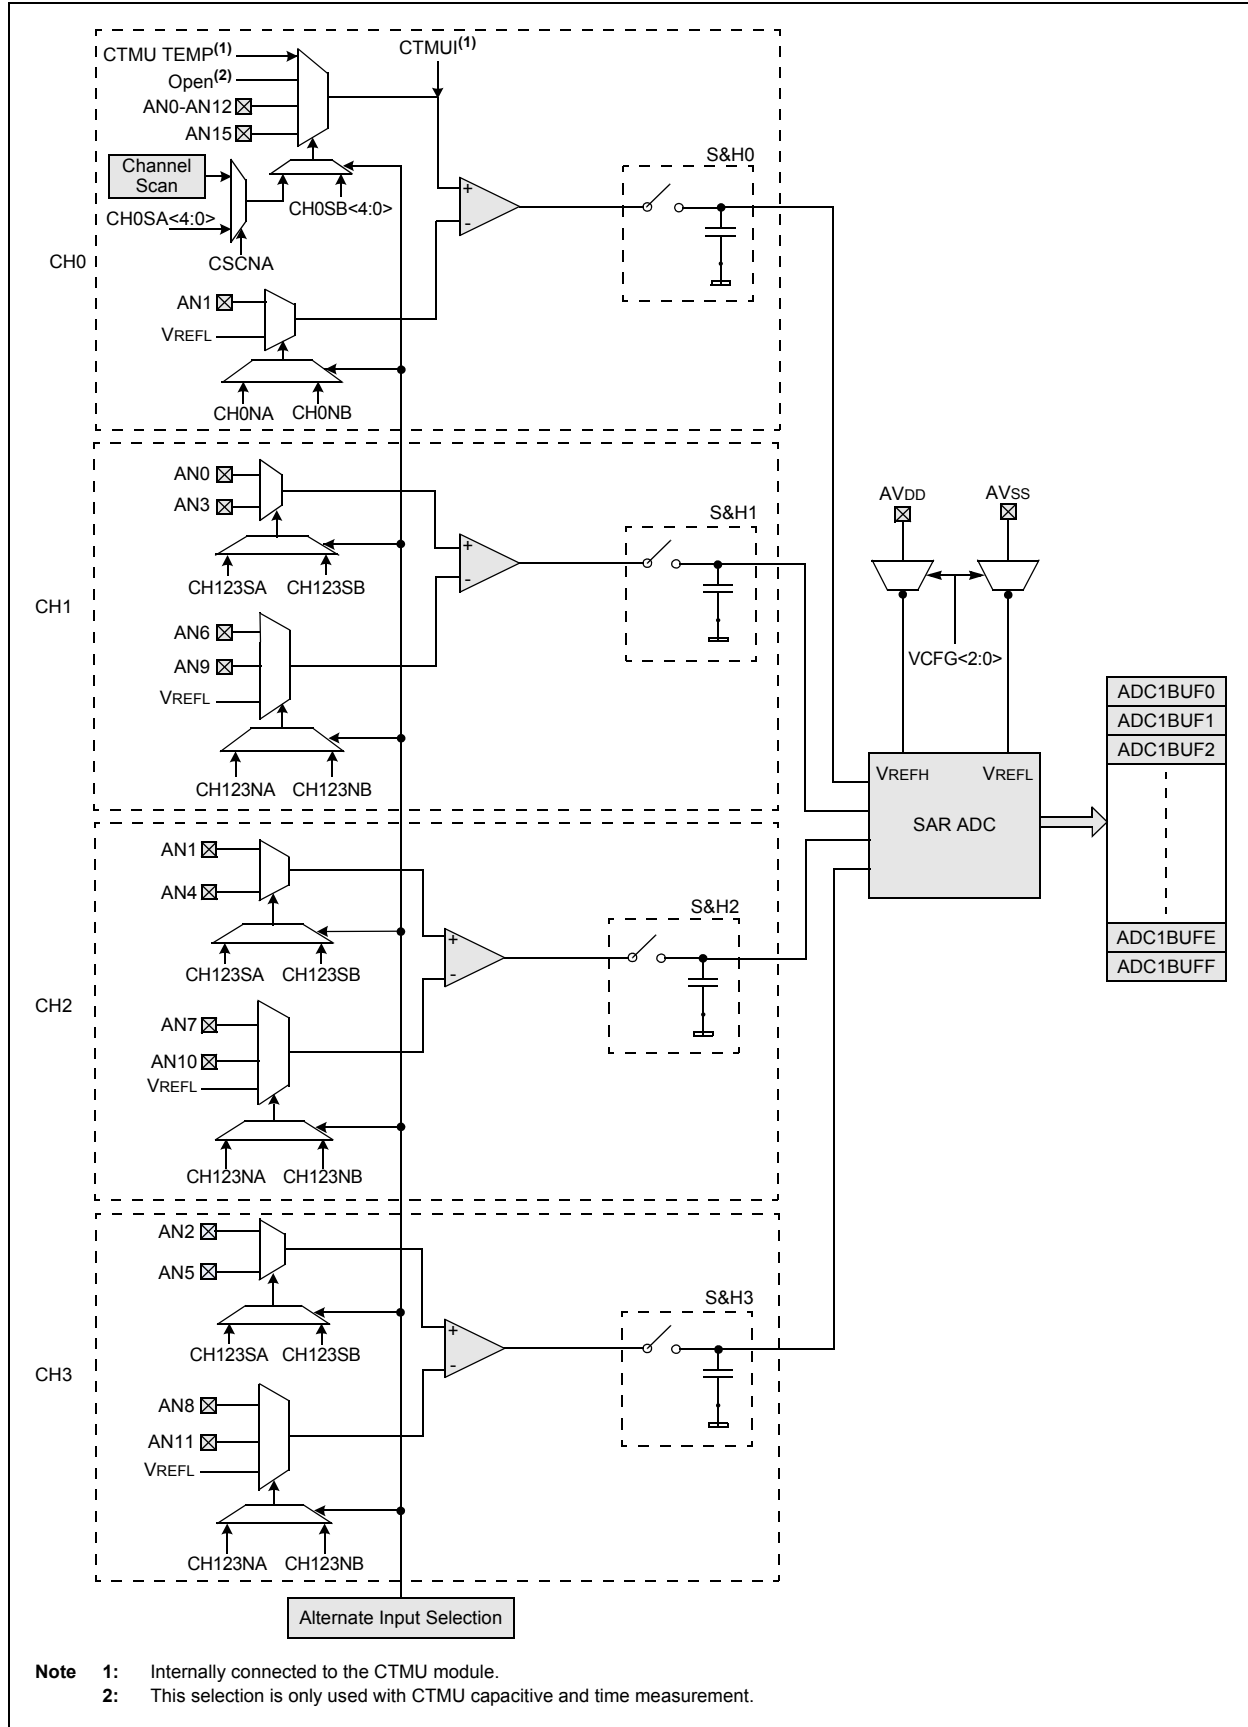 CTMU TEMP(1)
Open(2)
AN0-AN12
AN15
CTMUI(1)
Channel
Scan
CH0SA<4:0>
CH0SB<4:0>
CSCNA
CH0
+
-
S&H0
AN1
VREFL
CH0NA
CH0NB
AN0
AN3
CH123SA
CH123SB
CH1
+
-
S&H1
AN6
AN9
VREFL
CH123NA
CH123NB
AVDD
AVSS
VCFG<2:0>
VREFH
VREFL
SAR ADC
ADC1BUF0
ADC1BUF1
ADC1BUF2
ADC1BUFE
ADC1BUFF
AN1
AN4
CH123SA
CH123SB
CH2
+
-
S&H2
AN7
AN10
VREFL
CH123NA
CH123NB
AN2
AN5
CH123SA
CH123SB
CH3
+
-
S&H3
AN8
AN11
VREFL
CH123NA
CH123NB
Alternate Input Selection
Note 1: Internally connected to the CTMU module.
2: This selection is only used with CTMU capacitive and time measurement.